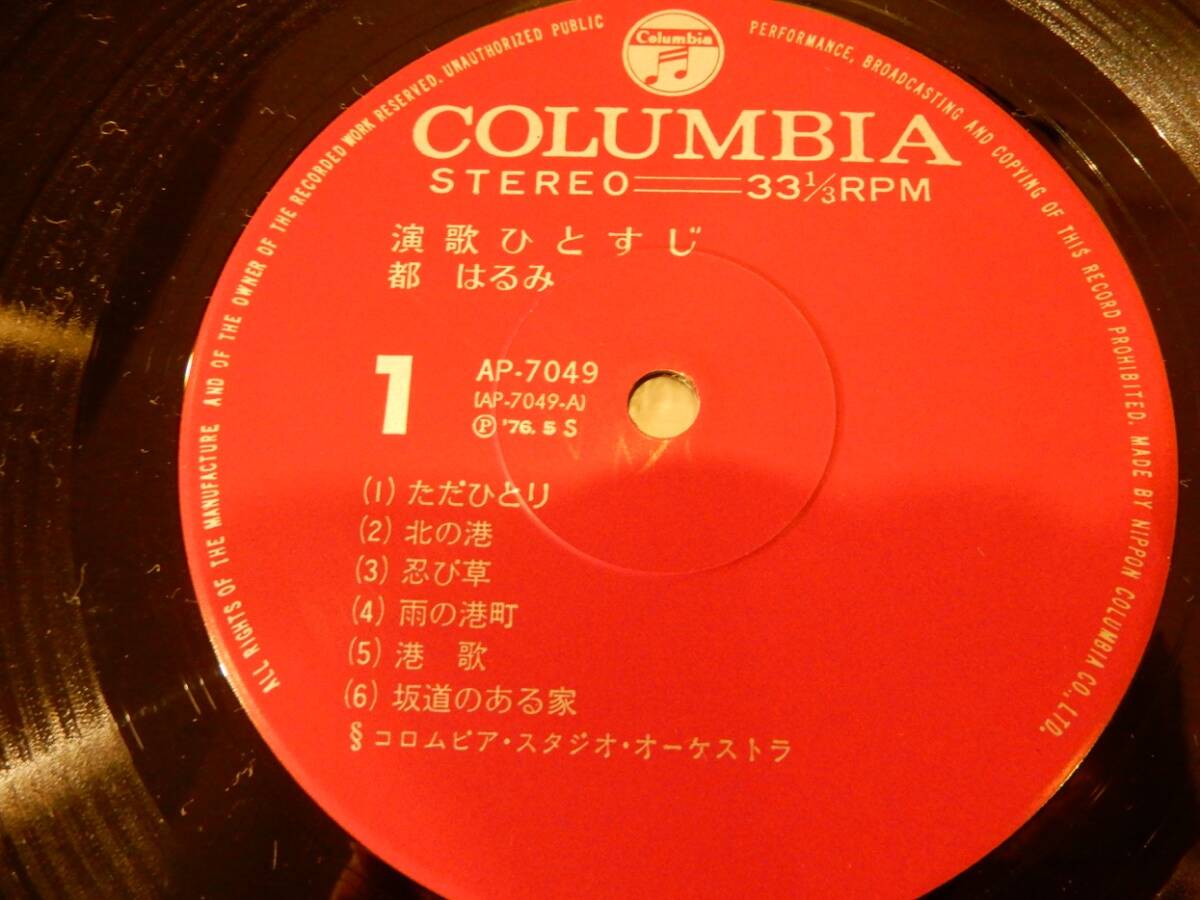 ALL RIGHTS OF THE MANUFACTURE AND OF THE OWNER OF THE RECORDED WORK RESERVED. UNAUTHORIZED PUBLIC PERFORMANCE, BROADCASTING AND COPYING OF THIS RECORD PROHIBITED. MADE BY NIPPON COLUMBIA CO., LTD.
Columbia
COLUMBIA
STEREO 33⅓RPM
演歌ひとすじ
都 はるみ
1
AP-7049
(AP-7049-A)
Ⓟ '76. 5 S
(1) ただひとり
(2) 北の港
(3) 忍び草
(4) 雨の港町
(5) 港 歌
(6) 坂道のある家
§ コロムビア・スタジオ・オーケストラ